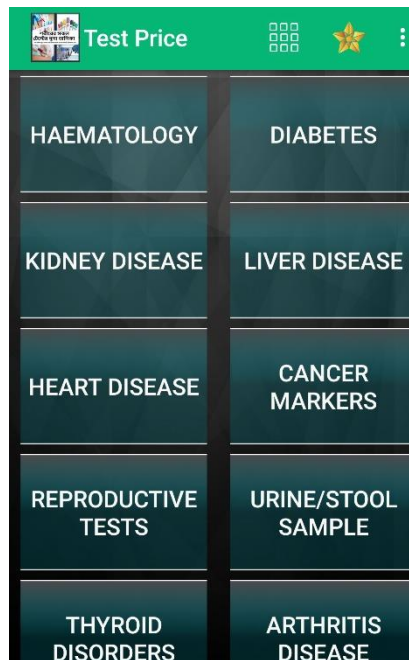 Test Price
HAEMATOLOGY
DIABETES
KIDNEY DISEASE
LIVER DISEASE
HEART DISEASE
CANCER
MARKERS
REPRODUCTIVE
TESTS
URINE/STOOL
SAMPLE
THYROID
DISORDERS
ARTHRITIS
DISEASE